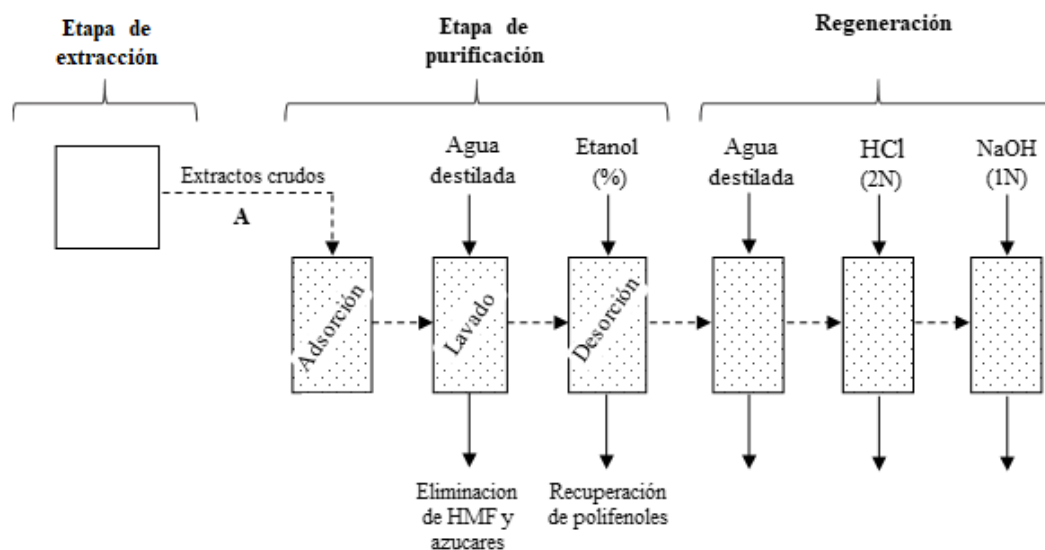 Etapa de
extracción
Etapa de
purificación
Regeneración
Extractos crudos
A
Agua
destilada
Etanol
(%)
Agua
destilada
HCl
(2N)
NaOH
(1N)
Adsorción
Lavado
Desorción
Eliminacion
de HMF y
azucares
Recuperación
de polifenoles